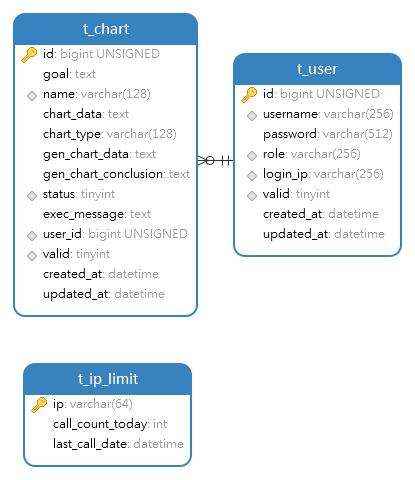 t_chart
id: bigint UNSIGNED
goal: text
name: varchar(128)
chart_data: text
chart_type: varchar(128)
gen_chart_data: text
gen_chart_conclusion: text
status: tinyint
exec_message: text
user_id: bigint UNSIGNED
valid: tinyint
created_at: datetime
updated_at: datetime
t_user
id: bigint UNSIGNED
username: varchar(256)
password: varchar(512)
role: varchar(256)
login_ip: varchar(256)
valid: tinyint
created_at: datetime
updated_at: datetime
t_ip_limit
ip: varchar(64)
call_count_today: int
last_call_date: datetime